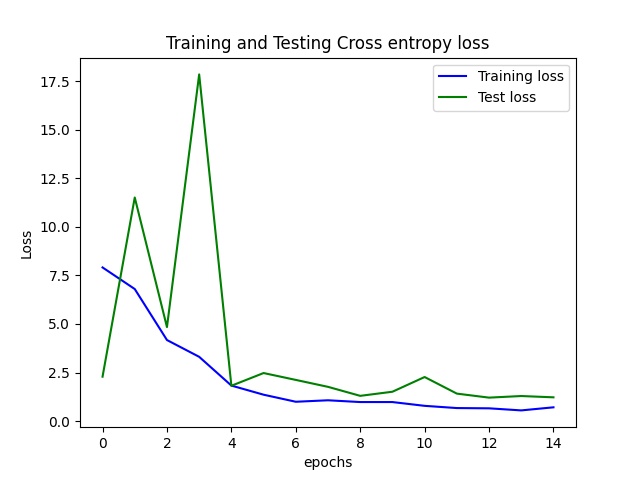 Training and Testing Cross entropy loss
Training loss
Test loss
17.5
15.0
12.5
10.0
7.5
5.0
2.5
0.0
Loss
0 2 4 6 8 10 12 14
epochs